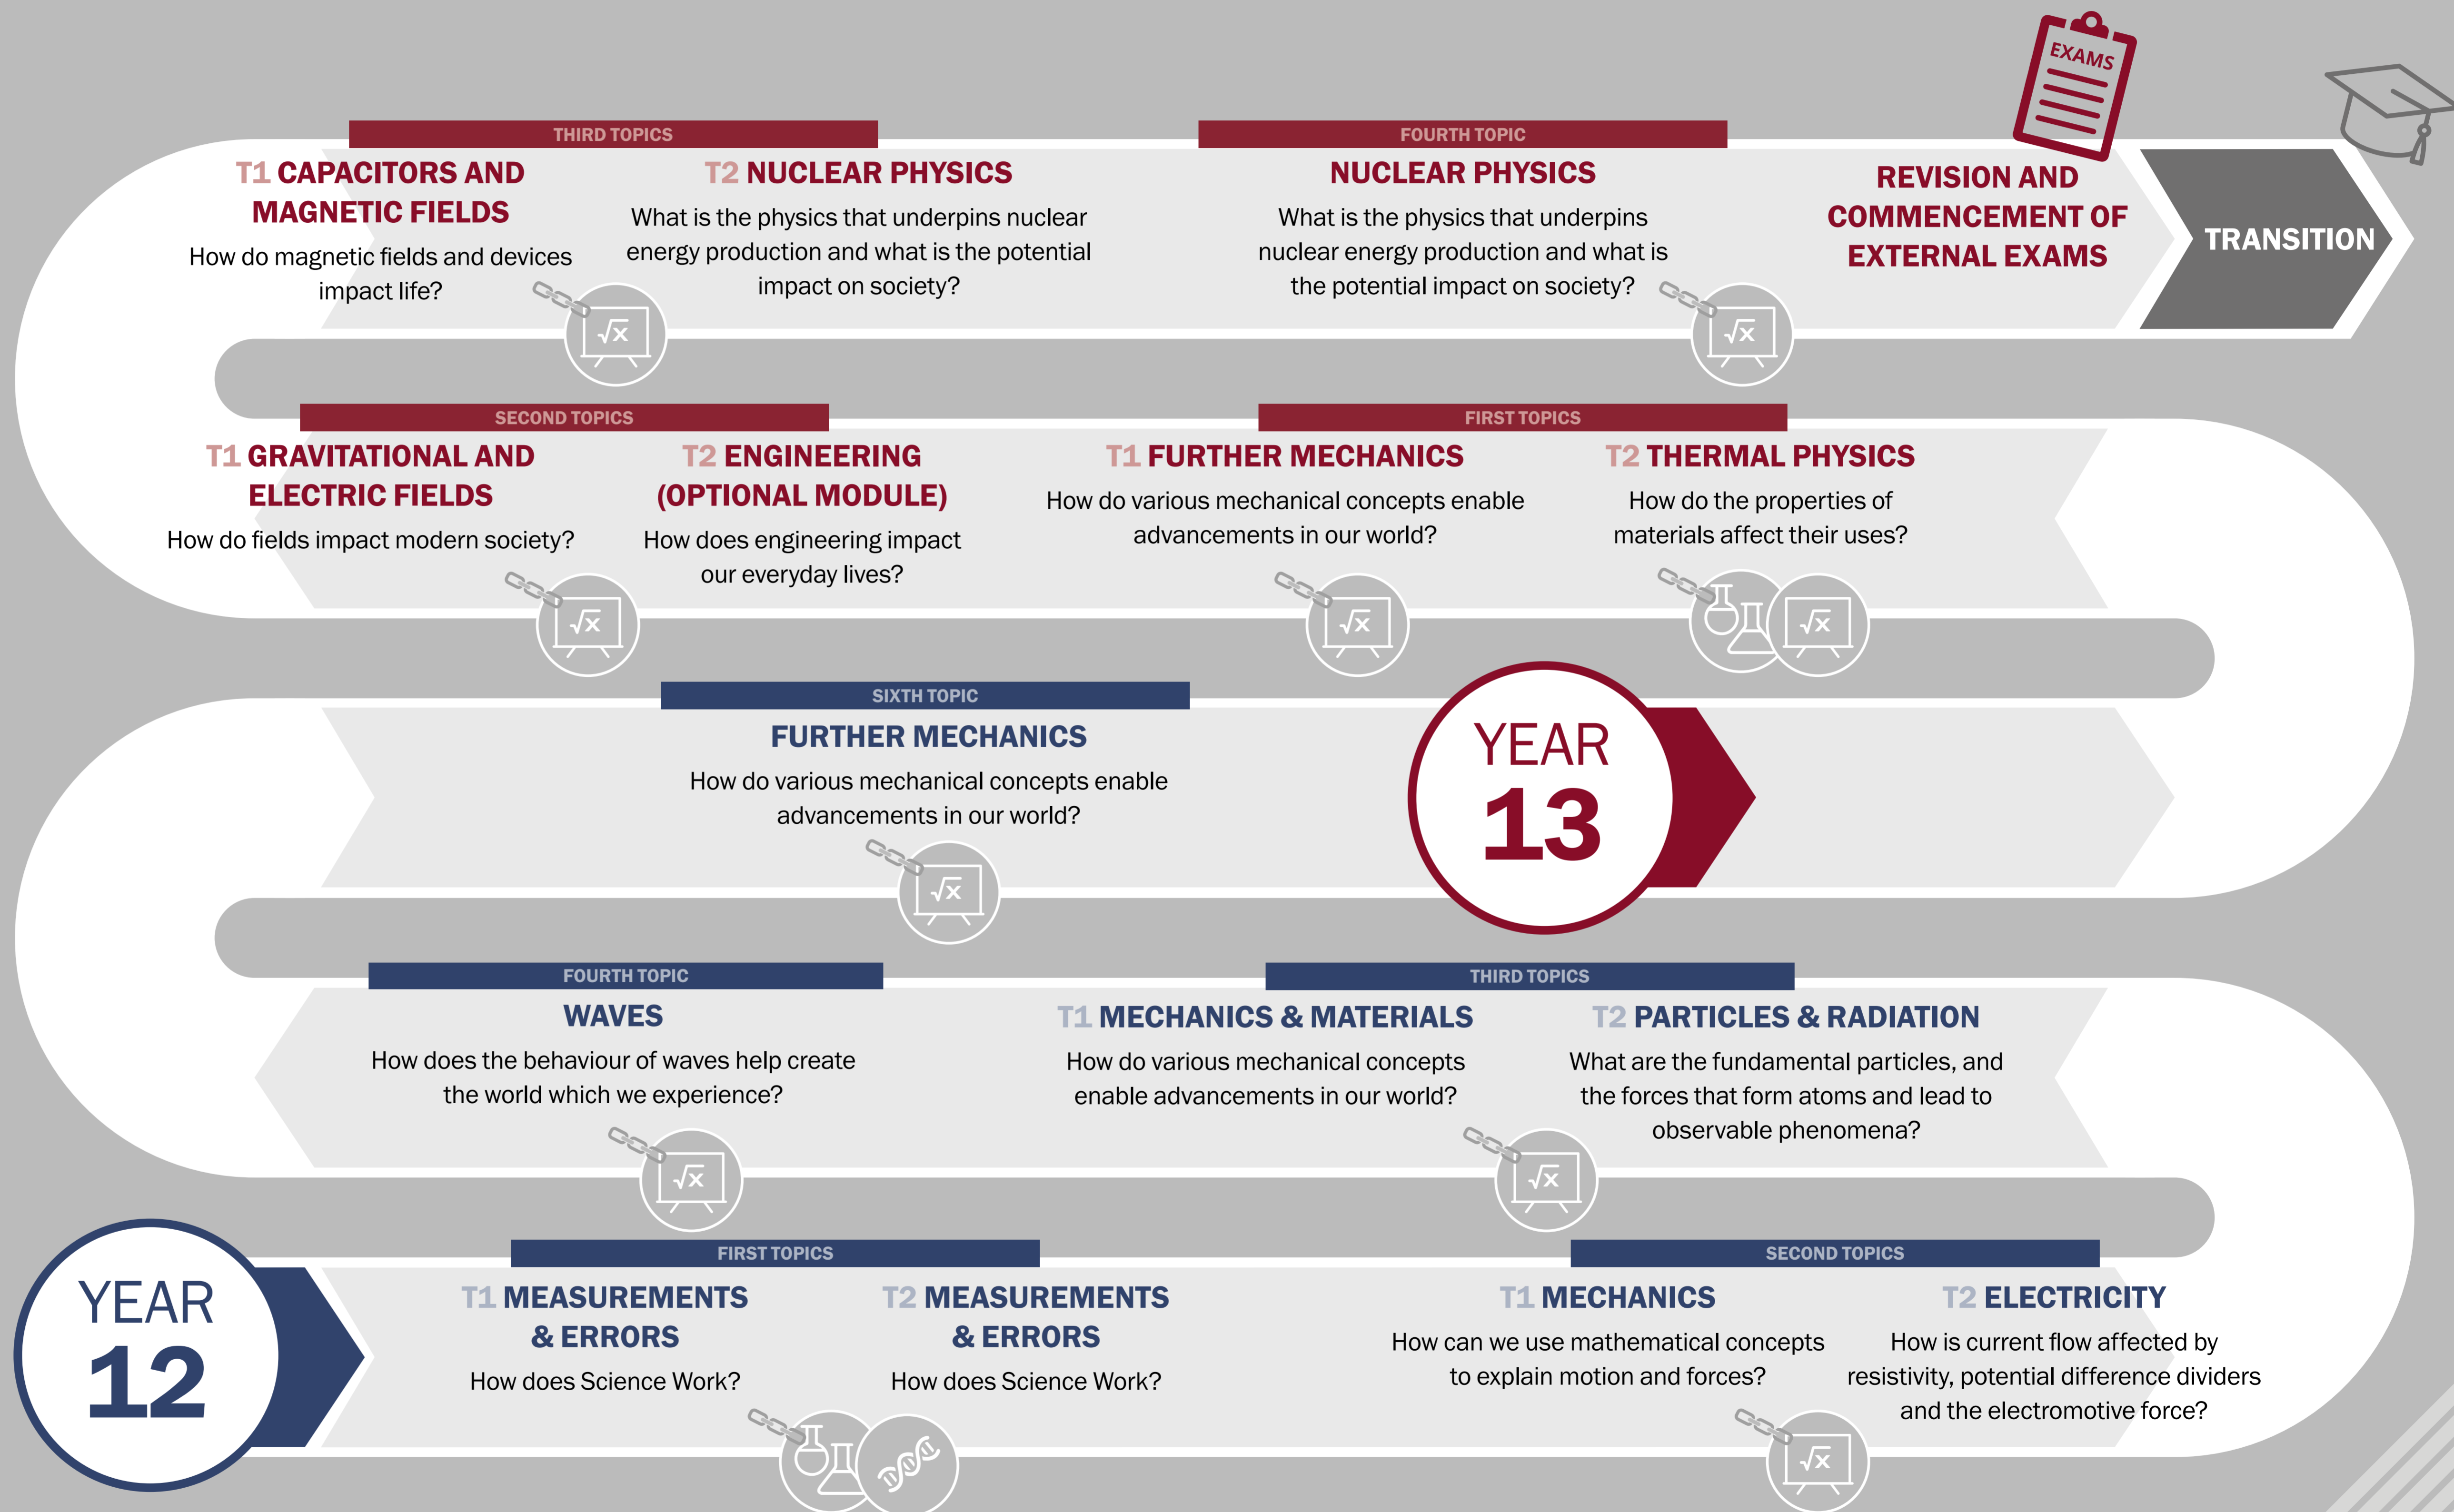 EXAMS
THIRD TOPICS
T1 CAPACITORS AND
MAGNETIC FIELDS
How do magnetic fields and devices
impact life?
T2 NUCLEAR PHYSICS
What is the physics that underpins nuclear
energy production and what is the potential
impact on society?
√x
FOURTH TOPIC
NUCLEAR PHYSICS
What is the physics that underpins
nuclear energy production and what is
the potential impact on society?
√x
REVISION AND
COMMENCEMENT OF
EXTERNAL EXAMS
TRANSITION
SECOND TOPICS
T1 GRAVITATIONAL AND
ELECTRIC FIELDS
How do fields impact modern society?
T2 ENGINEERING
(OPTIONAL MODULE)
How does engineering impact
our everyday lives?
√x
FIRST TOPICS
T1 FURTHER MECHANICS
How do various mechanical concepts enable
advancements in our world?
√x
T2 THERMAL PHYSICS
How do the properties of
materials affect their uses?
√x
SIXTH TOPIC
FURTHER MECHANICS
How do various mechanical concepts enable
advancements in our world?
√x
YEAR
13
FOURTH TOPIC
WAVES
How does the behaviour of waves help create
the world which we experience?
√x
THIRD TOPICS
T1 MECHANICS & MATERIALS
How do various mechanical concepts
enable advancements in our world?
T2 PARTICLES & RADIATION
What are the fundamental particles, and
the forces that form atoms and lead to
observable phenomena?
√x
YEAR
12
FIRST TOPICS
T1 MEASUREMENTS
& ERRORS
How does Science Work?
T2 MEASUREMENTS
& ERRORS
How does Science Work?
SECOND TOPICS
T1 MECHANICS
How can we use mathematical concepts
to explain motion and forces?
T2 ELECTRICITY
How is current flow affected by
resistivity, potential difference dividers
and the electromotive force?
√x